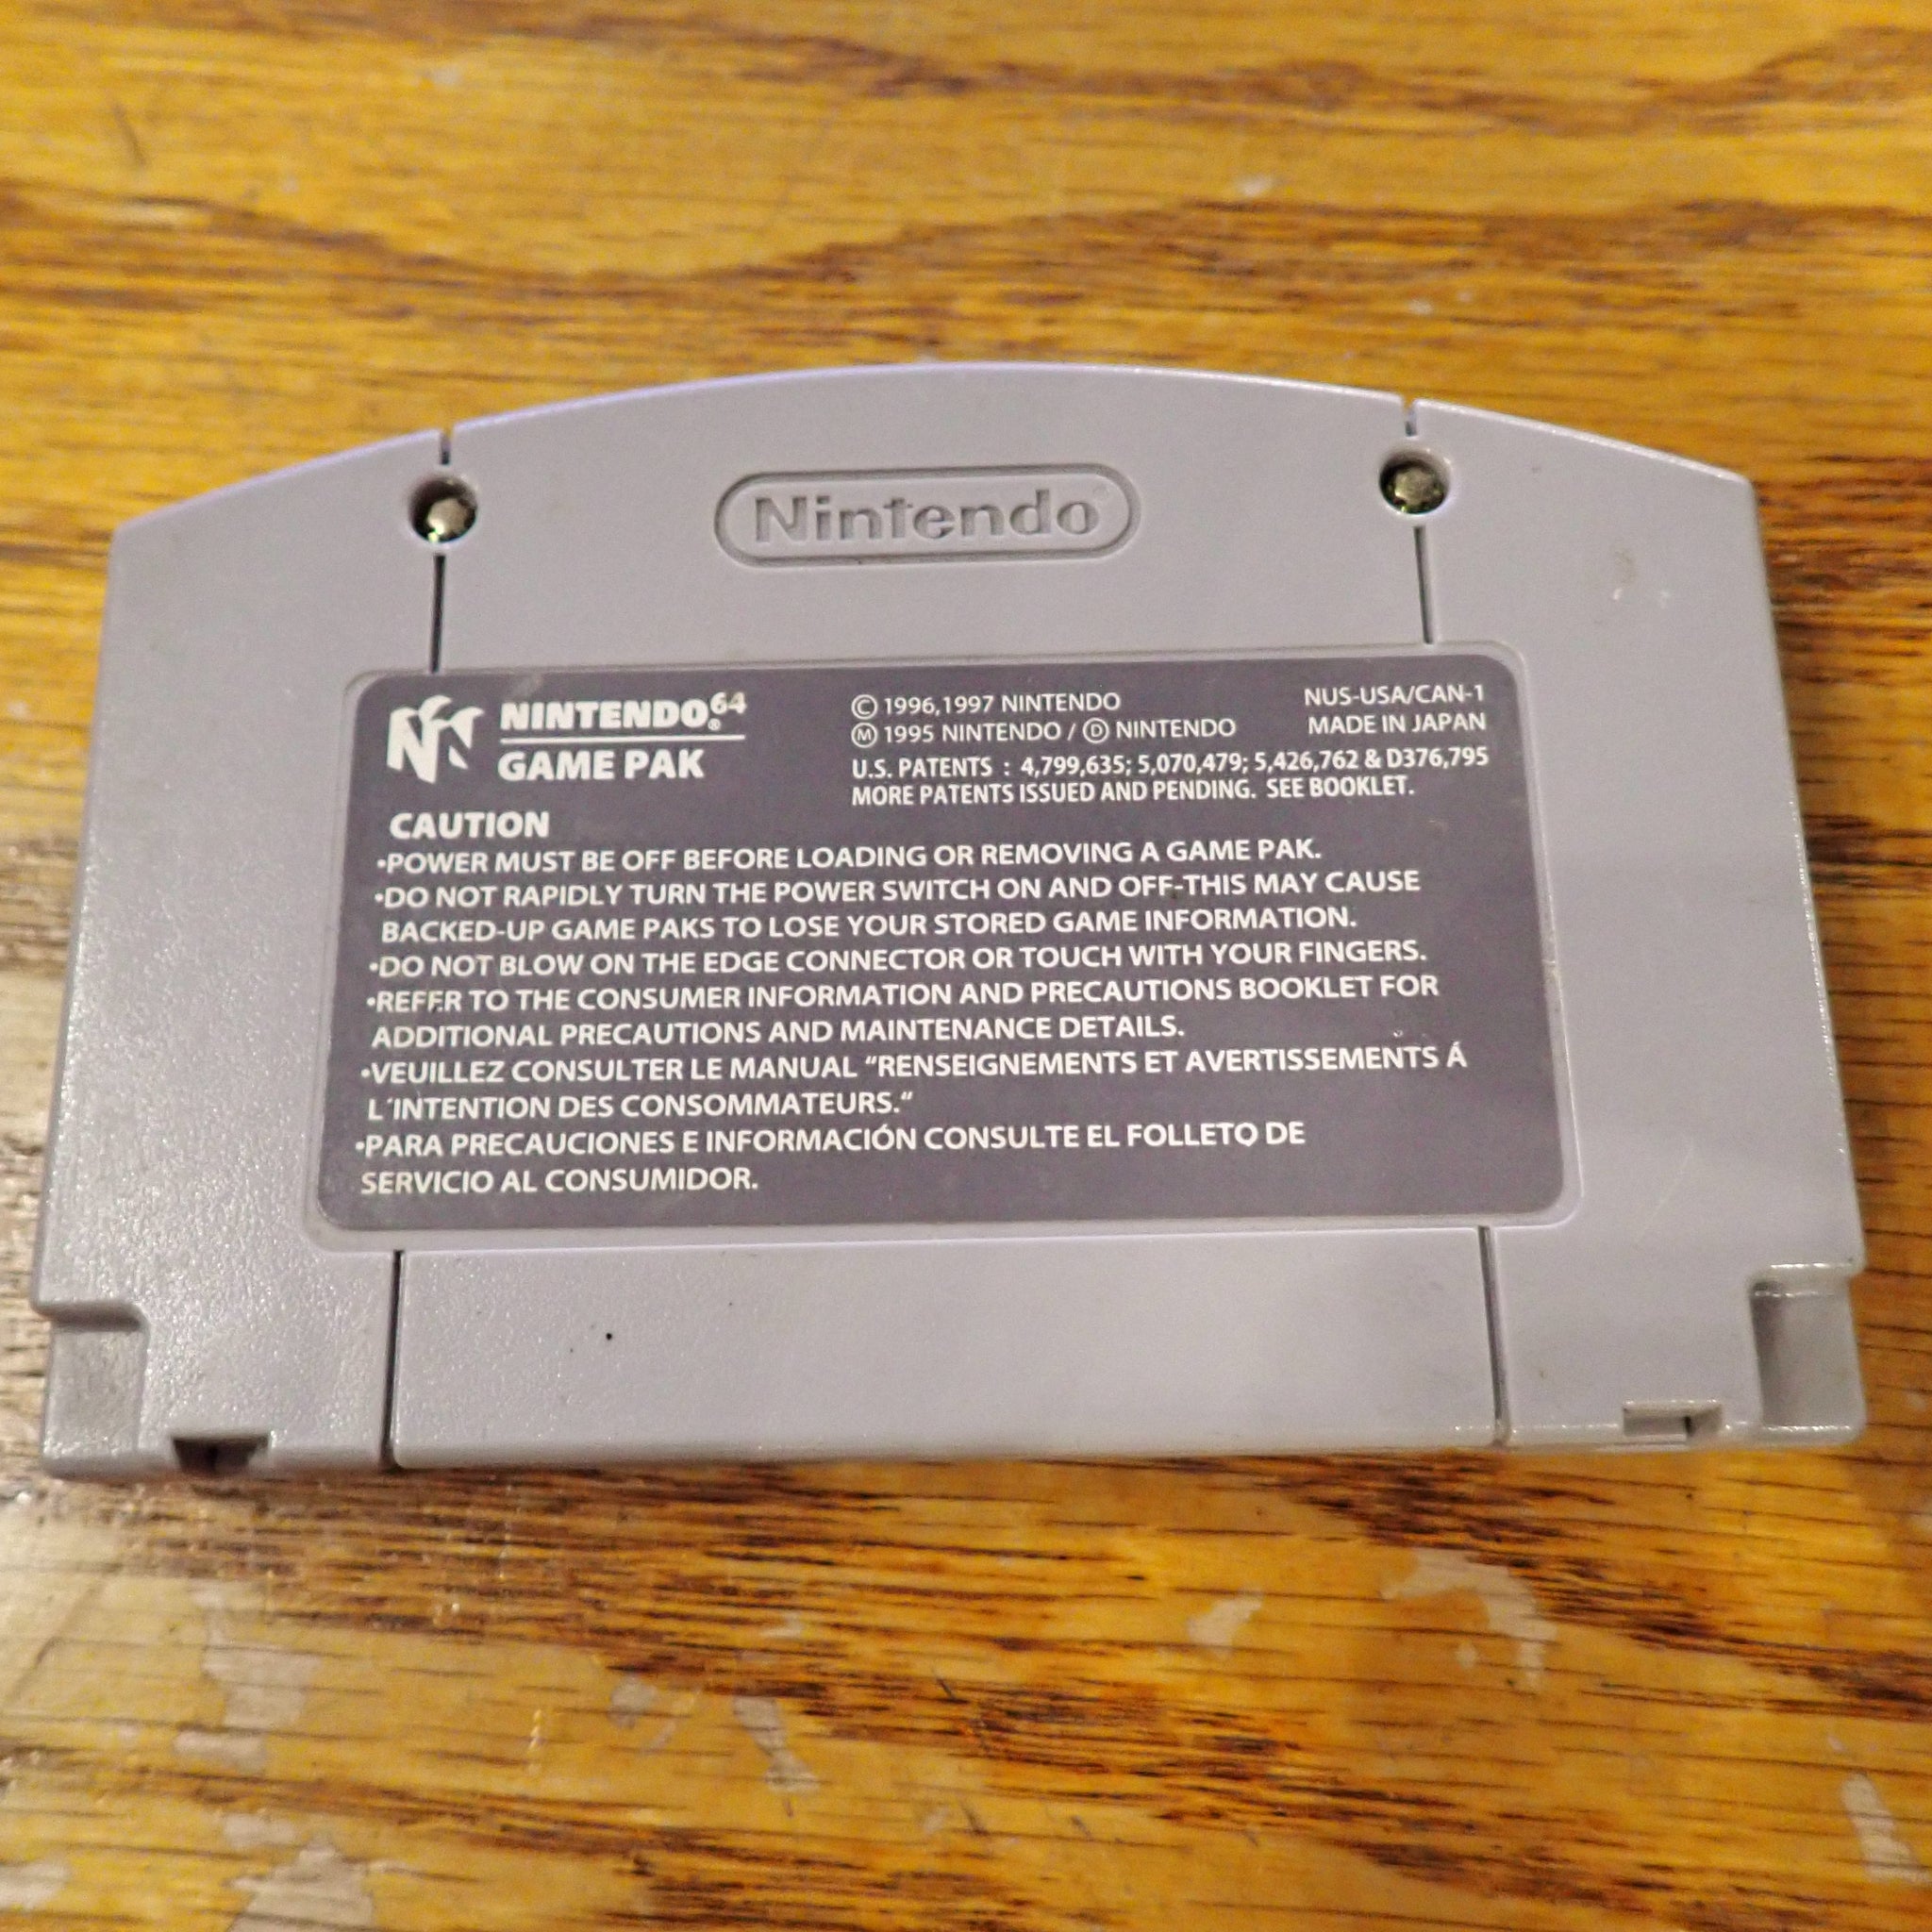 Nintendo®
NINTENDO64®
GAME PAK
© 1996,1997 NINTENDO
Ⓜ 1995 NINTENDO / Ⓓ NINTENDO
NUS-USA/CAN-1
MADE IN JAPAN
U.S. PATENTS : 4,799,635; 5,070,479; 5,426,762 & D376,795
MORE PATENTS ISSUED AND PENDING. SEE BOOKLET.
CAUTION
•POWER MUST BE OFF BEFORE LOADING OR REMOVING A GAME PAK.
•DO NOT RAPIDLY TURN THE POWER SWITCH ON AND OFF-THIS MAY CAUSE
BACKED-UP GAME PAKS TO LOSE YOUR STORED GAME INFORMATION.
•DO NOT BLOW ON THE EDGE CONNECTOR OR TOUCH WITH YOUR FINGERS.
•REFER TO THE CONSUMER INFORMATION AND PRECAUTIONS BOOKLET FOR
ADDITIONAL PRECAUTIONS AND MAINTENANCE DETAILS.
•VEUILLEZ CONSULTER LE MANUAL “RENSEIGNEMENTS ET AVERTISSEMENTS Á
L´INTENTION DES CONSOMMATEURS.“
•PARA PRECAUCIONES E INFORMACIÓN CONSULTE EL FOLLETO DE
SERVICIO AL CONSUMIDOR.